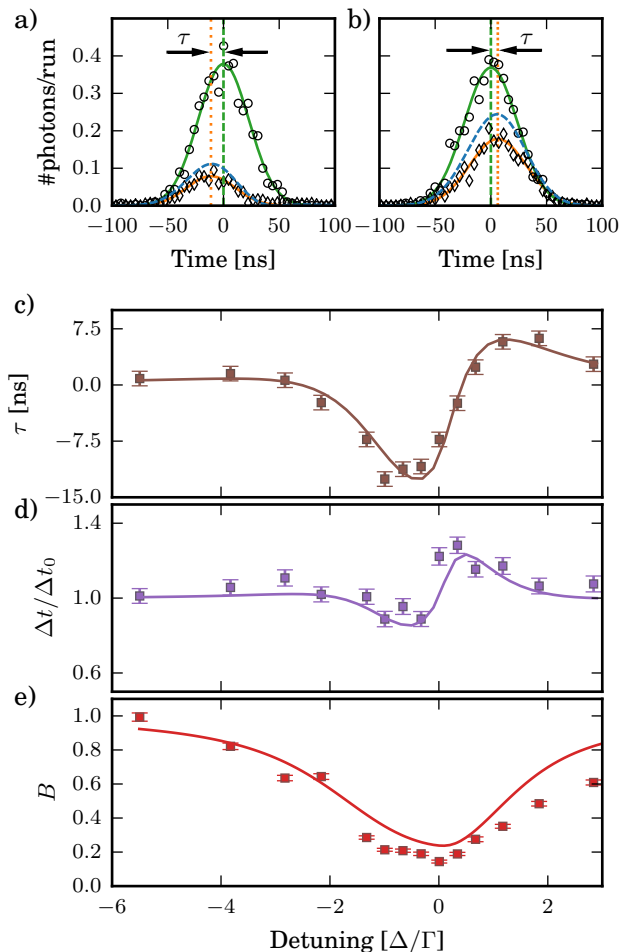 a)
b)
τ
τ
#photons/run
0.4
0.3
0.2
0.1
0.0
−100 −50 0 50 100
−100 −50 0 50 100
Time [ns]
Time [ns]
c)
7.5
0.0
−7.5
−15.0
τ [ns]
d)
1.4
1.0
0.6
Δt/Δt₀
e)
1.0
0.8
0.6
0.4
0.2
0.0
B
−6 −4 −2 0 2
Detuning [Δ/Γ]